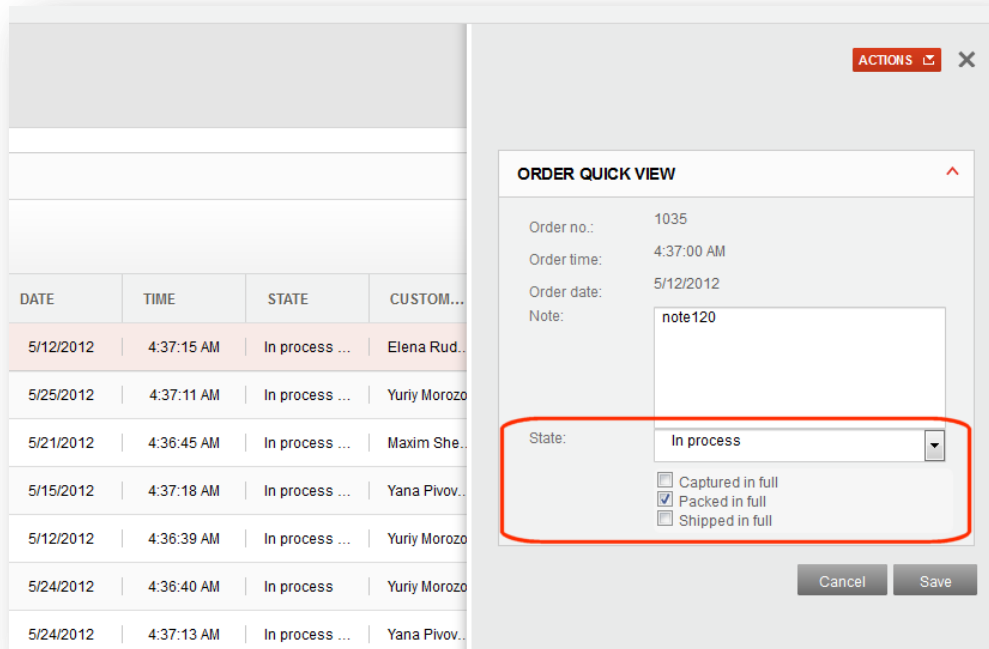 ACTIONS
ORDER QUICK VIEW
Order no.: 1035
Order time: 4:37:00 AM
Order date: 5/12/2012
Note: note120
State: In process
Captured in full
Packed in full
Shipped in full
Cancel Save
DATE TIME STATE CUSTOM...
5/12/2012 4:37:15 AM In process ... Elena Rud..
5/25/2012 4:37:11 AM In process ... Yuriy Morozo
5/21/2012 4:36:45 AM In process ... Maxim She..
5/15/2012 4:37:18 AM In process ... Yana Pivov..
5/12/2012 4:36:39 AM In process ... Yuriy Morozo
5/24/2012 4:36:40 AM In process Yuriy Morozo
5/24/2012 4:37:13 AM In process ... Yana Pivov..